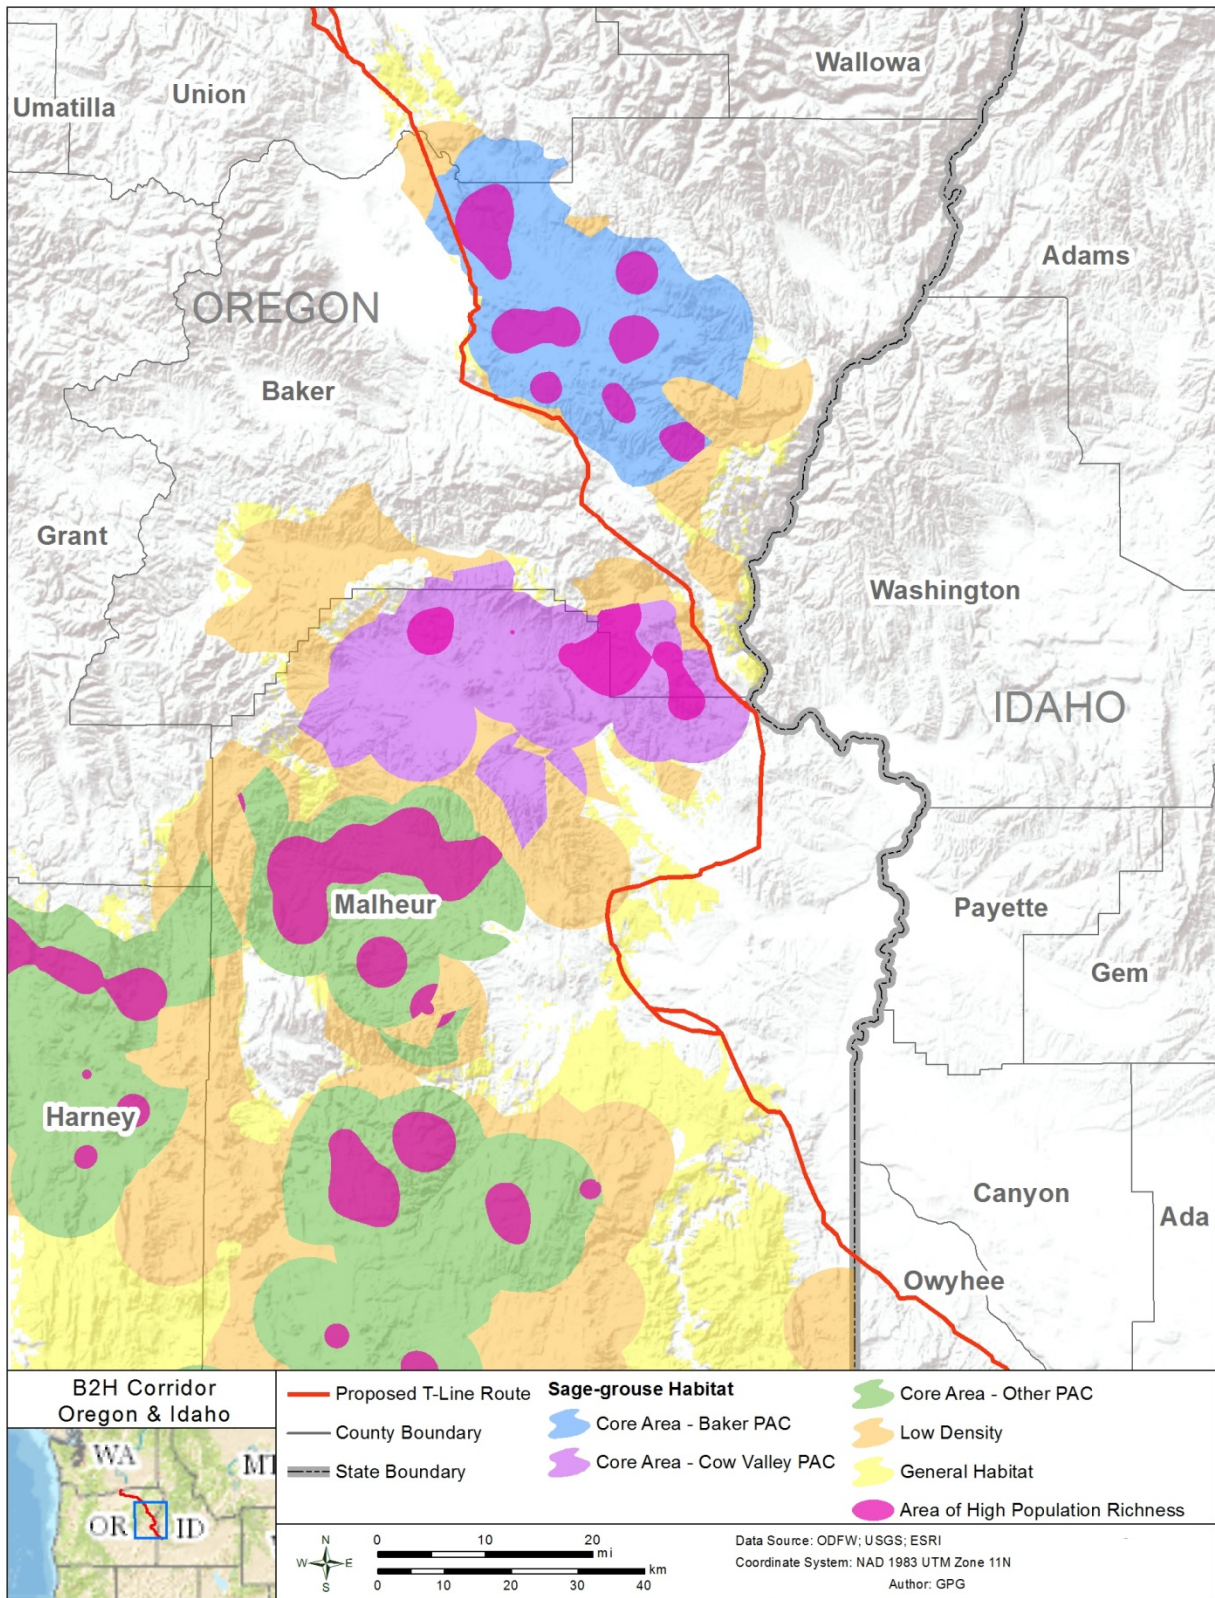 Wallowa
Union
Umatilla
Adams
OREGON
Baker
Grant
Washington
IDAHO
Malheur
Payette
Gem
Harney
Canyon
Ada
Owyhee
B2H Corridor
Oregon & Idaho
WA
MT
OR
ID
Proposed T-Line Route
County Boundary
State Boundary
Sage-grouse Habitat
Core Area - Baker PAC
Core Area - Cow Valley PAC
Core Area - Other PAC
Low Density
General Habitat
Area of High Population Richness
N
W
E
S
0 10 20
mi
km
0 10 20 30 40
Data Source: ODFW; USGS; ESRI
Coordinate System: NAD 1983 UTM Zone 11N
Author: GPG